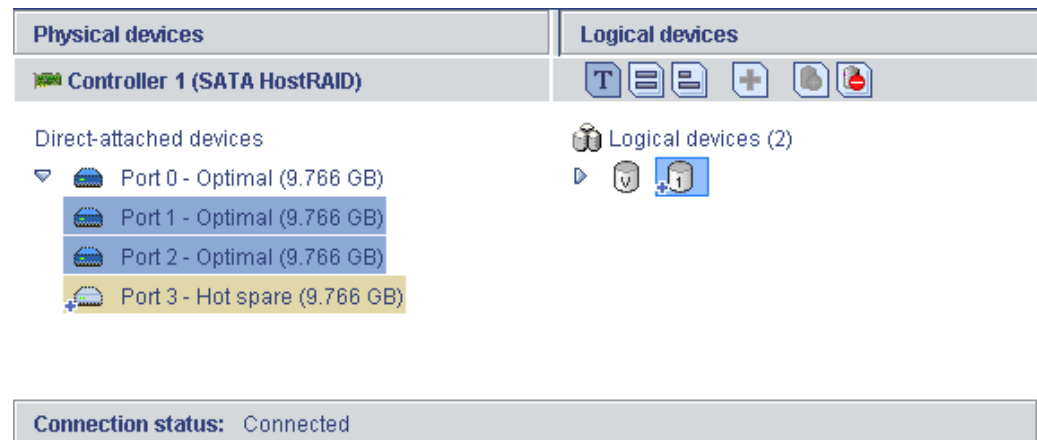 Physical devices
Logical devices
Controller 1 (SATA HostRAID)
T
Direct-attached devices
Logical devices (2)
Port 0 - Optimal (9.766 GB)
V 1
Port 1 - Optimal (9.766 GB)
Port 2 - Optimal (9.766 GB)
Port 3 - Hot spare (9.766 GB)
Connection status: Connected